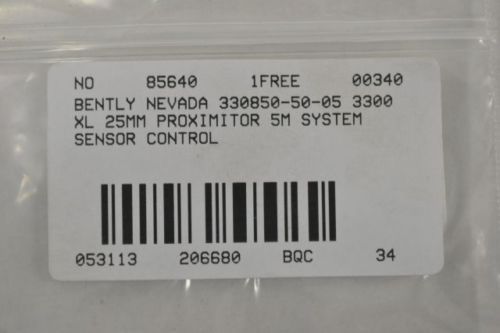 NO 85640 1FREE 00340
BENTLY NEVADA 330850-50-05 3300
XL 25MM PROXIMITOR 5M SYSTEM
SENSOR CONTROL
053113 206680 BQC 34